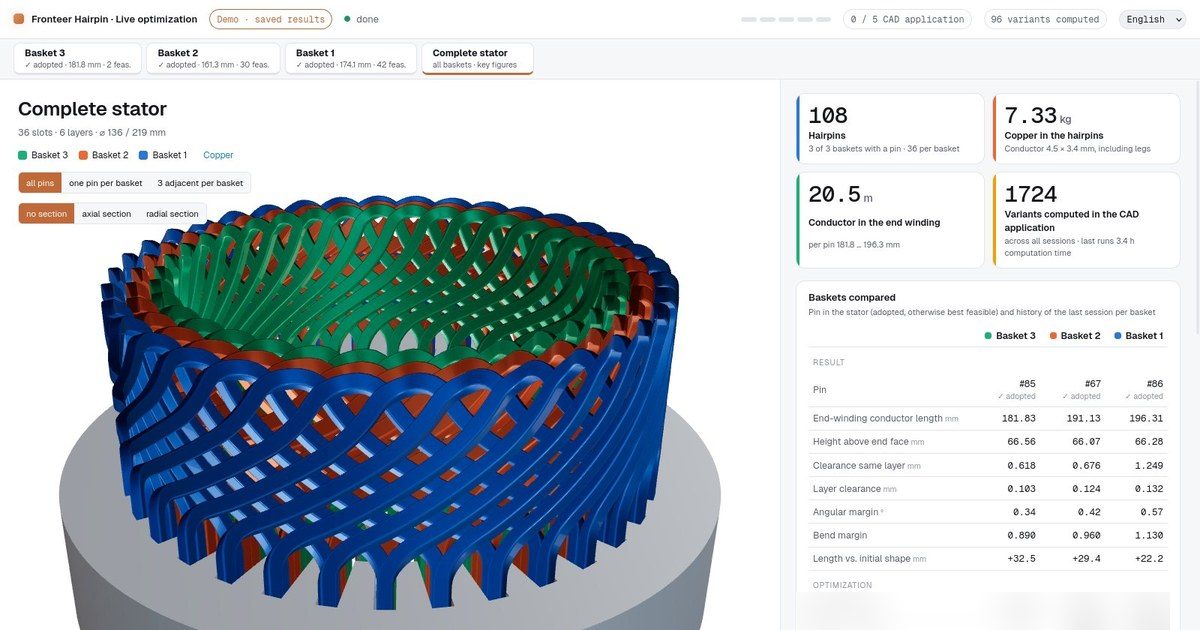 Fronteer Hairpin · Live optimization
Demo · saved results
done
0 / 5 CAD application
96 variants computed
English
Basket 3
✓ adopted · 181.8 mm · 2 feas.
Basket 2
✓ adopted · 161.3 mm · 30 feas.
Basket 1
✓ adopted · 174.1 mm · 42 feas.
Complete stator
all baskets · key figures
Complete stator
36 slots · 6 layers · ⌀ 136 / 219 mm
Basket 3
Basket 2
Basket 1
Copper
all pins
one pin per basket
3 adjacent per basket
no section
axial section
radial section
108
Hairpins
3 of 3 baskets with a pin · 36 per basket
7.33 kg
Copper in the hairpins
Conductor 4.5 × 3.4 mm, including legs
20.5 m
Conductor in the end winding
per pin 181.8 … 196.3 mm
1724
Variants computed in the CAD
application
across all sessions · last runs 3.4 h
computation time
Baskets compared
Pin in the stator (adopted, otherwise best feasible) and history of the last session per basket
Basket 3 Basket 2 Basket 1
RESULT
Pin #85 #67 #86
✓ adopted ✓ adopted ✓ adopted
End-winding conductor length mm 181.83 191.13 196.31
Height above end face mm 66.56 66.07 66.28
Clearance same layer mm 0.618 0.676 1.249
Layer clearance mm 0.103 0.124 0.132
Angular margin ° 0.34 0.42 0.57
Bend margin 0.890 0.960 1.130
Length vs. initial shape mm +32.5 +29.4 +22.2
OPTIMIZATION